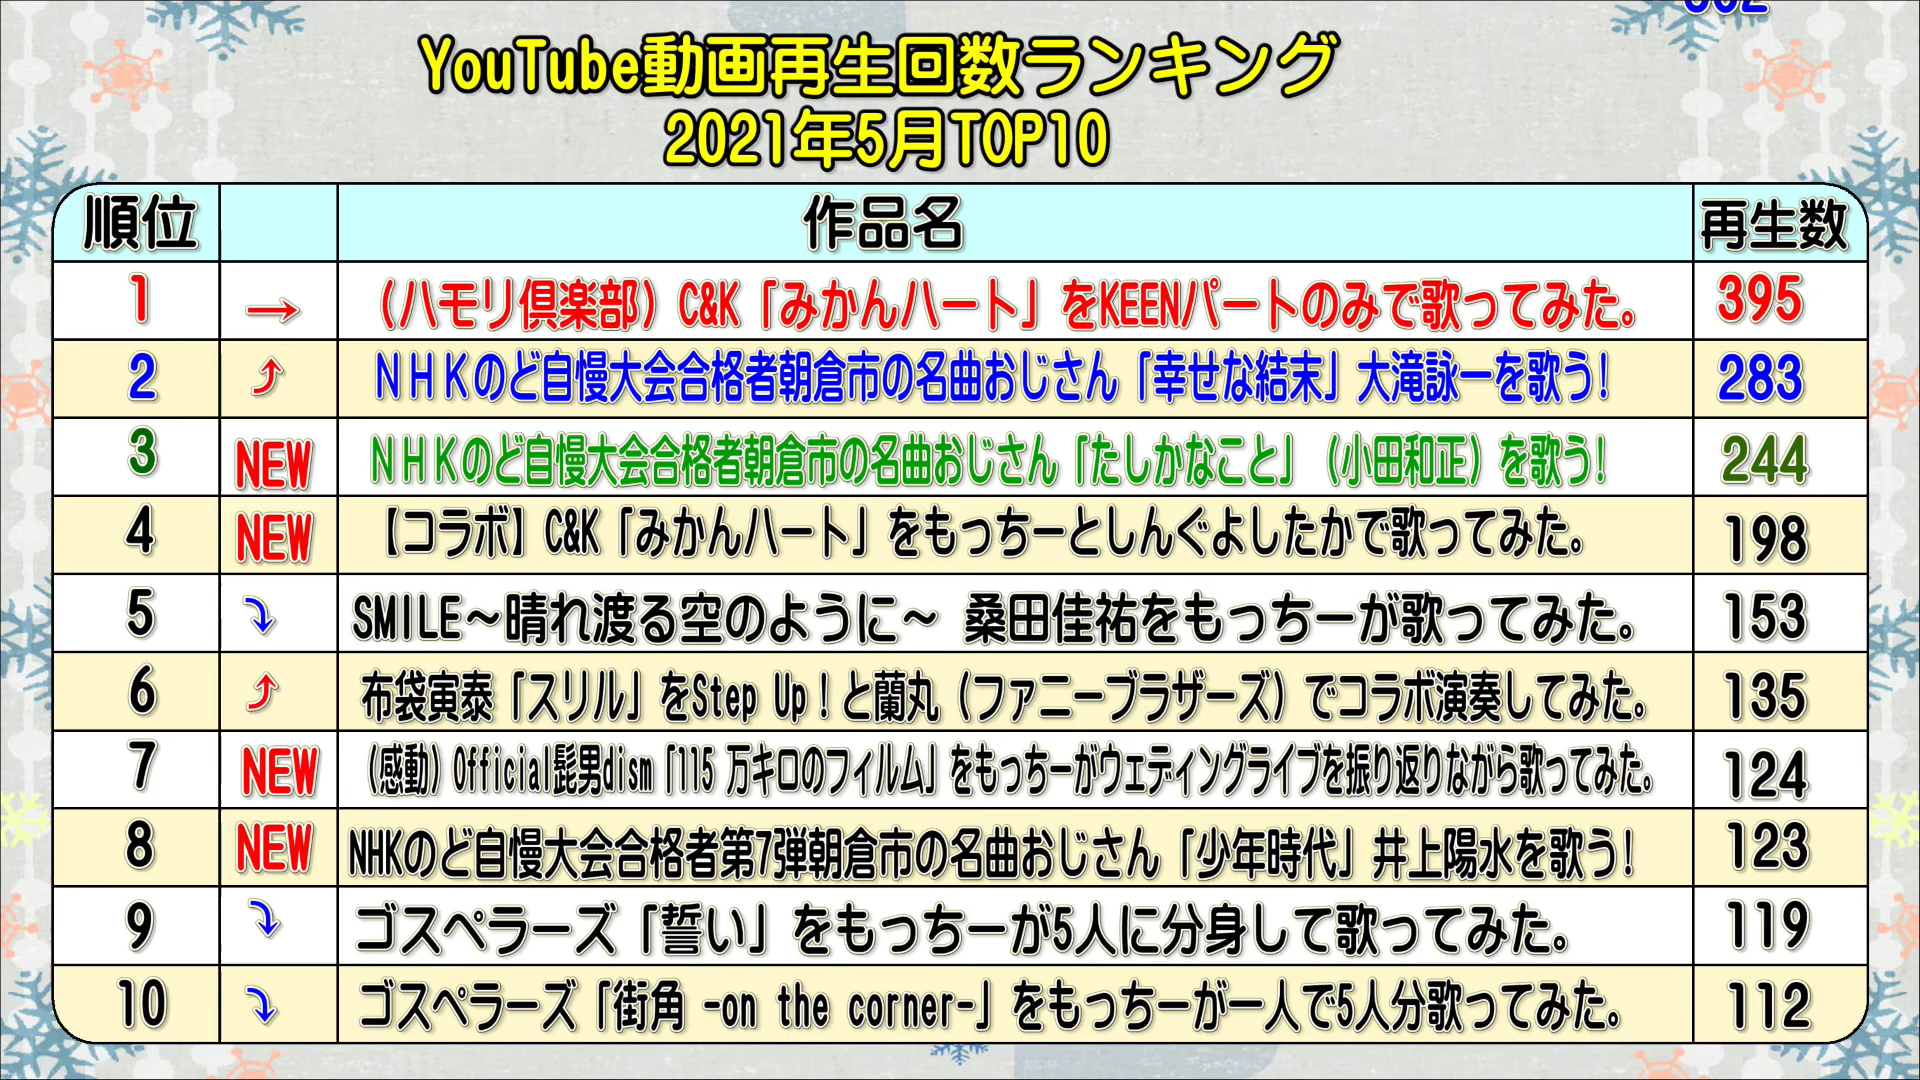 YouTube動画再生回数ランキング
2021年5月TOP10
順位 作品名 再生数
1 → (ハモリ倶楽部) C&K「みかんハート」をKEENパートのみで歌ってみた。 395
2 ⤴ NHKのど自慢大会合格者朝倉市の名曲おじさん「幸せな結末」大滝詠一を歌う! 283
3 NEW NHKのど自慢大会合格者朝倉市の名曲おじさん「たしかなこと」(小田和正)を歌う! 244
4 NEW 【コラボ】C&K「みかんハート」をもっちーとしんぐよしたかで歌ってみた。 198
5 ⤵ SMILE～晴れ渡る空のように～ 桑田佳祐をもっちーが歌ってみた。 153
6 ⤴ 布袋寅泰「スリル」をStep Up!と蘭丸(ファニーブラザーズ)でコラボ演奏してみた。 135
7 NEW (感動)Official髭男dism「115 万キロのフィルム」をもっちーがウェディングライブを振り返りながら歌ってみた。 124
8 NEW NHKのど自慢大会合格者第7弾朝倉市の名曲おじさん「少年時代」井上陽水を歌う! 123
9 ⤵ ゴスペラーズ「誓い」をもっちーが5人に分身して歌ってみた。 119
10 ⤵ ゴスペラーズ「街角 -on the corner-」をもっちーが一人で5人分歌ってみた。 112